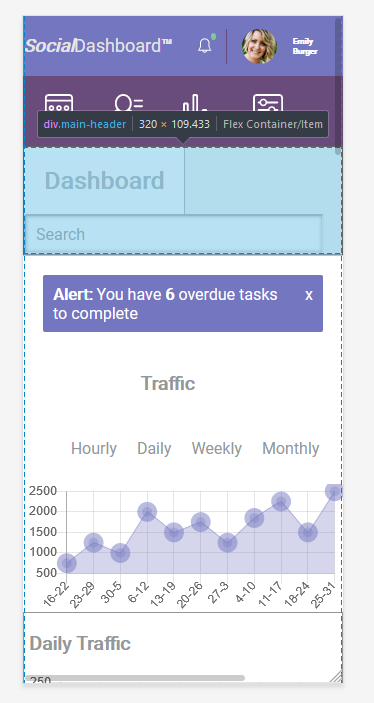 SocialDashboard™
Emily
Burger
div.main-header 320 × 109.433 Flex Container/Item
Dashboard
Search
Alert: You have 6 overdue tasks x
to complete
Traffic
Hourly Daily Weekly Monthly
2500
2000
1500
1000
500
16-22 23-29 30-5 6-12 13-19 20-26 27-3 4-10 11-17 18-24 25-31
Daily Traffic
250